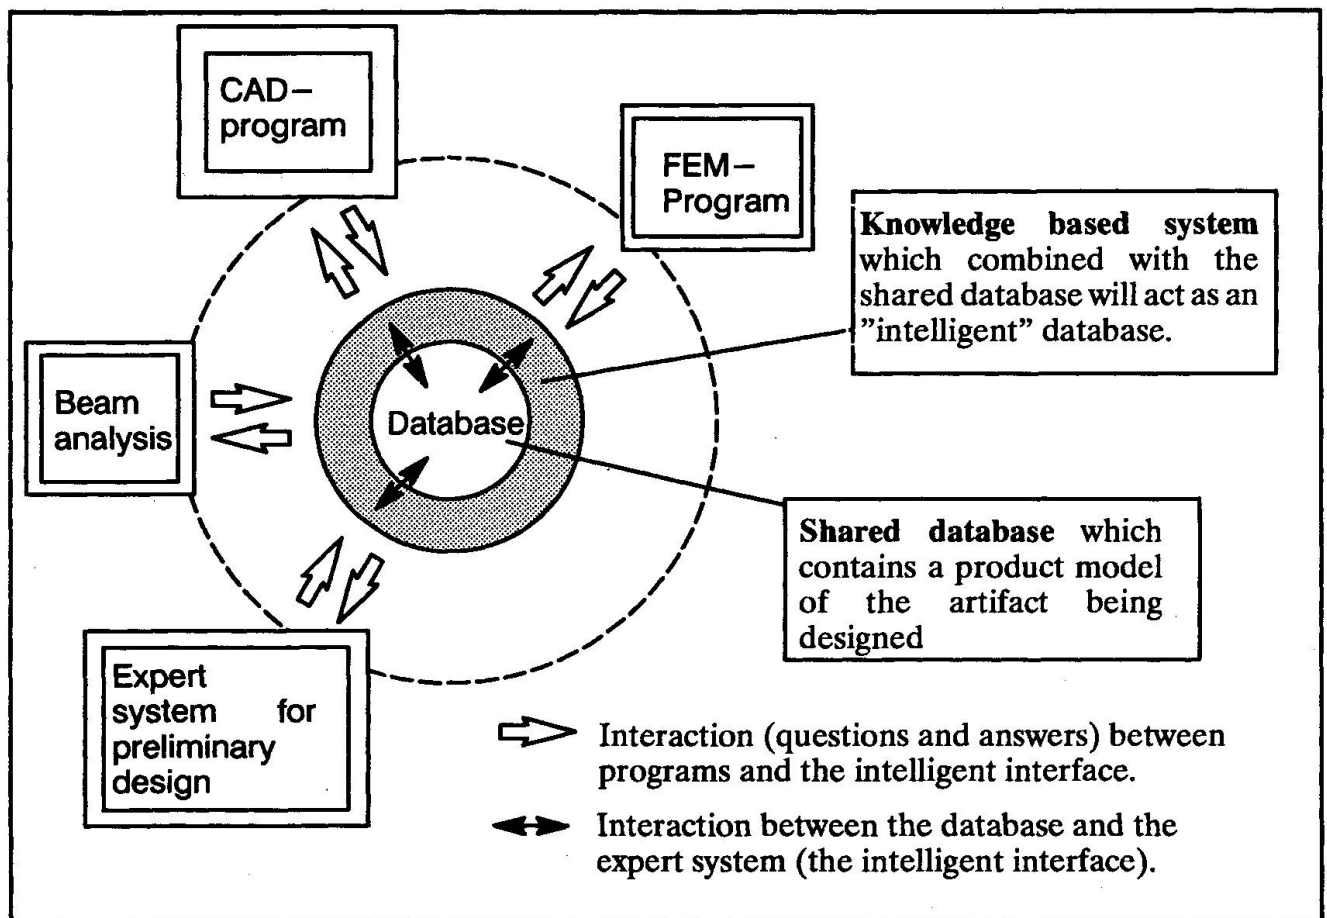 CAD–
program
FEM–
Program
Knowledge based system
which combined with the
shared database will act as an
”intelligent” database.
Beam
analysis
Database
Shared database which
contains a product model
of the artifact being
designed
Expert
system for
preliminary
design
Interaction (questions and answers) between
programs and the intelligent interface.
Interaction between the database and the
expert system (the intelligent interface).